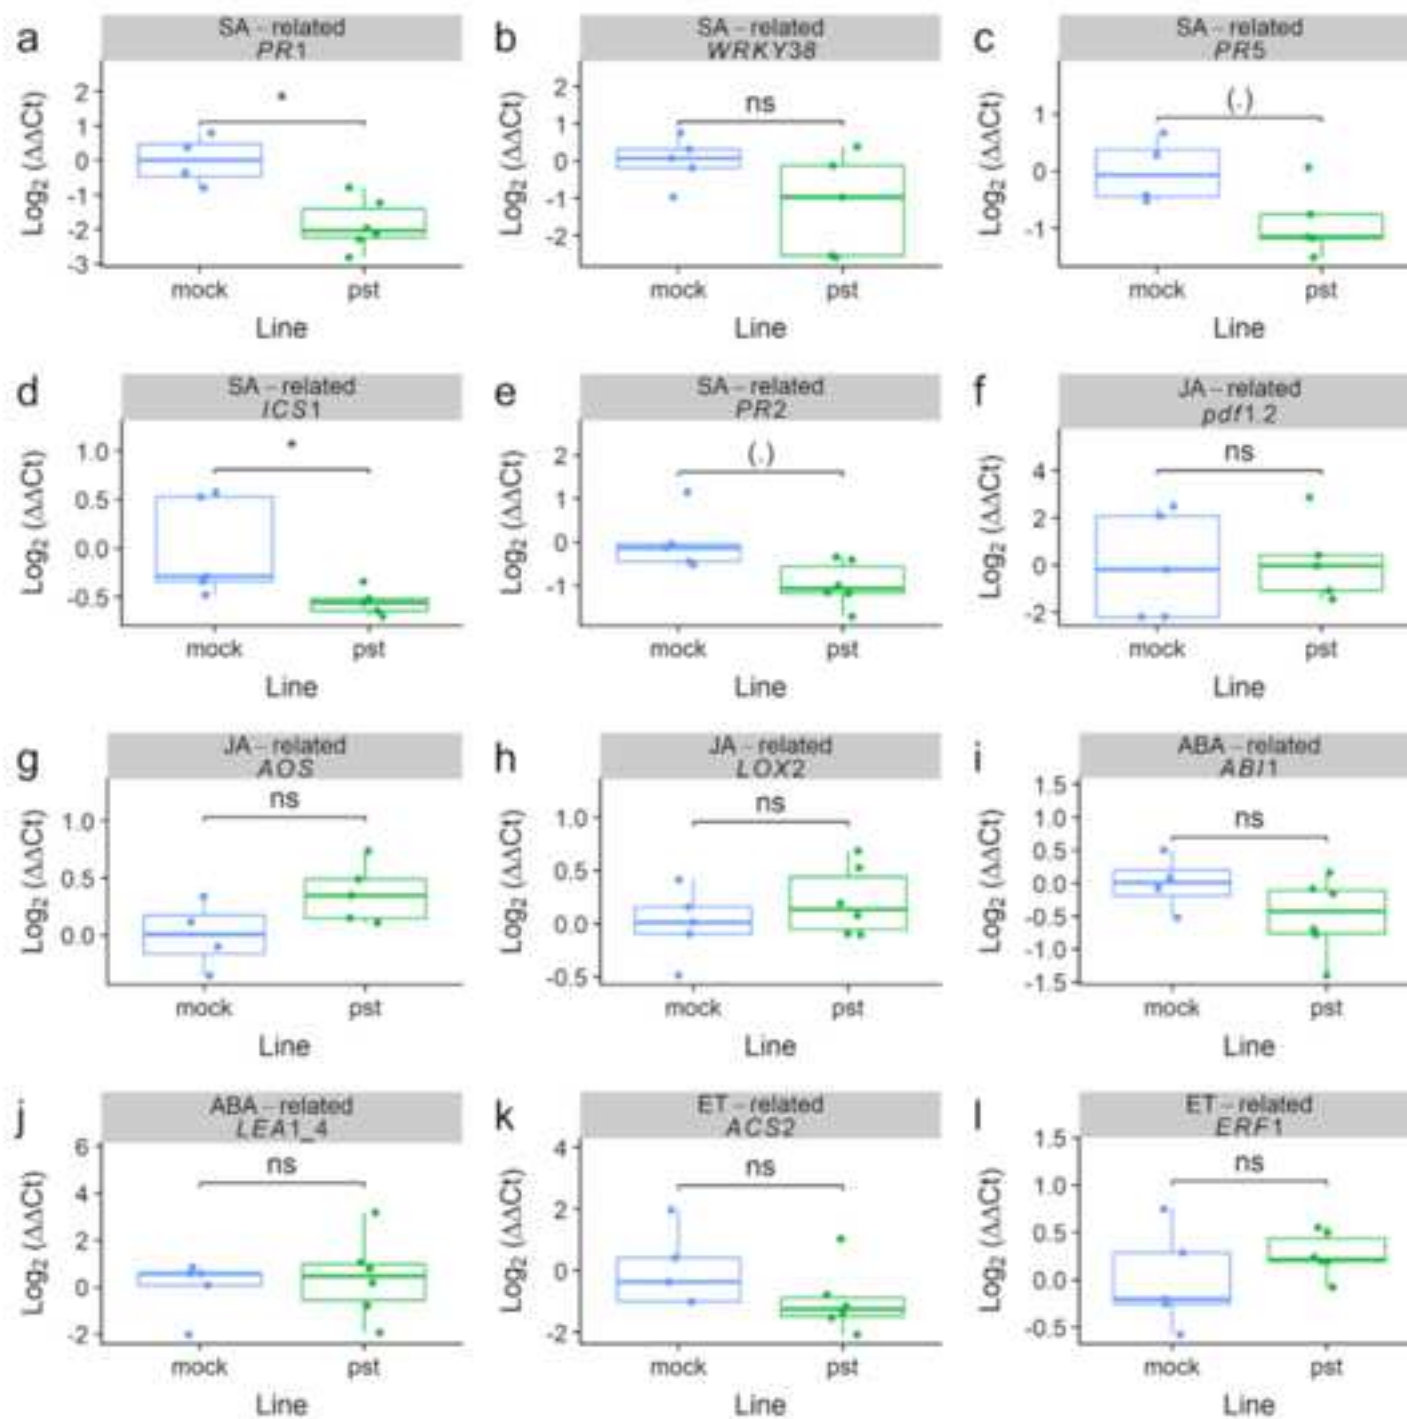 a
SA – related
PR1
Log₂ (ΔΔCt)
2
1
0
-1
-2
-3
*
mock
pst
Line
b
SA – related
WRKY38
Log₂ (ΔΔCt)
2
1
0
-1
-2
ns
mock
pst
Line
c
SA – related
PR5
Log₂ (ΔΔCt)
1
0
-1
(.)
mock
pst
Line
d
SA – related
ICS1
Log₂ (ΔΔCt)
1.0
0.5
0.0
-0.5
*
mock
pst
Line
e
SA – related
PR2
Log₂ (ΔΔCt)
2
1
0
-1
(.)
mock
pst
Line
f
JA – related
pdf1.2
Log₂ (ΔΔCt)
4
2
0
-2
ns
mock
pst
Line
g
JA – related
AOS
Log₂ (ΔΔCt)
1.0
0.5
0.0
ns
mock
pst
Line
h
JA – related
LOX2
Log₂ (ΔΔCt)
1.0
0.5
0.0
-0.5
ns
mock
pst
Line
i
ABA – related
ABI1
Log₂ (ΔΔCt)
1.5
1.0
0.5
0.0
-0.5
-1.0
-1.5
ns
mock
pst
Line
j
ABA – related
LEA1_4
Log₂ (ΔΔCt)
6
4
2
0
-2
ns
mock
pst
Line
k
ET – related
ACS2
Log₂ (ΔΔCt)
4
2
0
-2
ns
mock
pst
Line
l
ET – related
ERF1
Log₂ (ΔΔCt)
1.5
1.0
0.5
0.0
-0.5
ns
mock
pst
Line